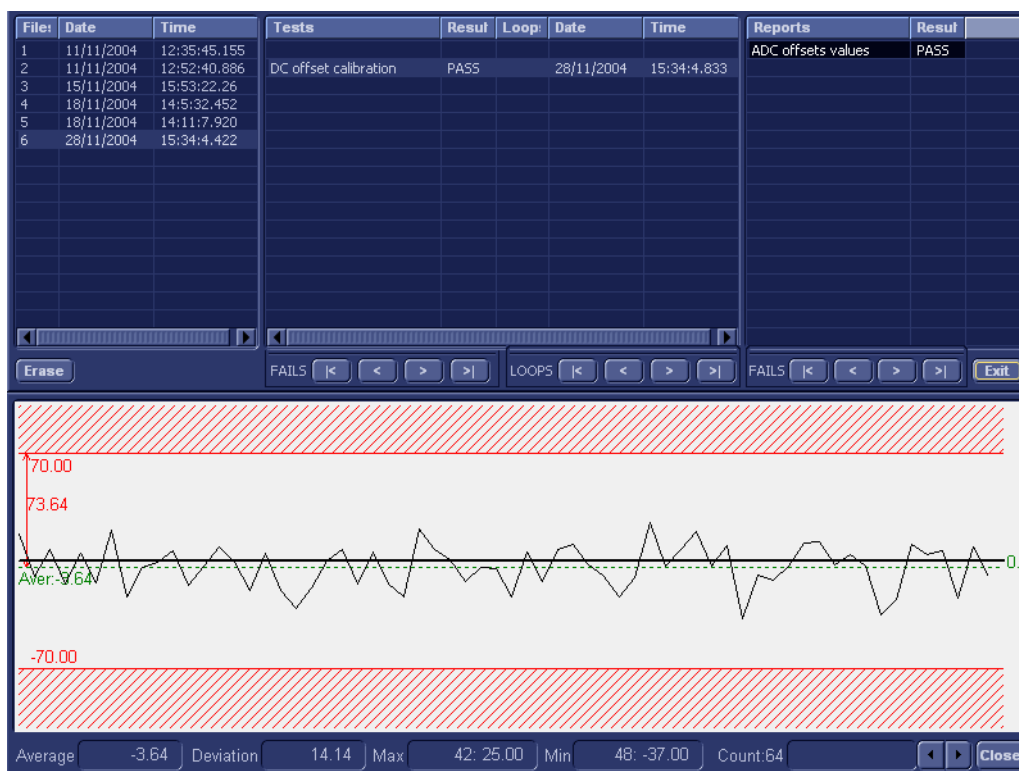 Files Date Time Tests Result Loops Date Time Reports Result
1 11/11/2004 12:35:45.155 ADC offsets values PASS
2 11/11/2004 12:52:40.886 DC offset calibration PASS 28/11/2004 15:34:4.833
3 15/11/2004 15:53:22.26
4 18/11/2004 14:5:32.452
5 18/11/2004 14:11:7.920
6 28/11/2004 15:34:4.422
Erase FAILS |< < > >| LOOPS |< < > >| FAILS |< < > >| Exit
70.00
73.64
Aver:-3.64 0.
-70.00
Average -3.64 Deviation 14.14 Max 42: 25.00 Min 48: -37.00 Count:64 Close